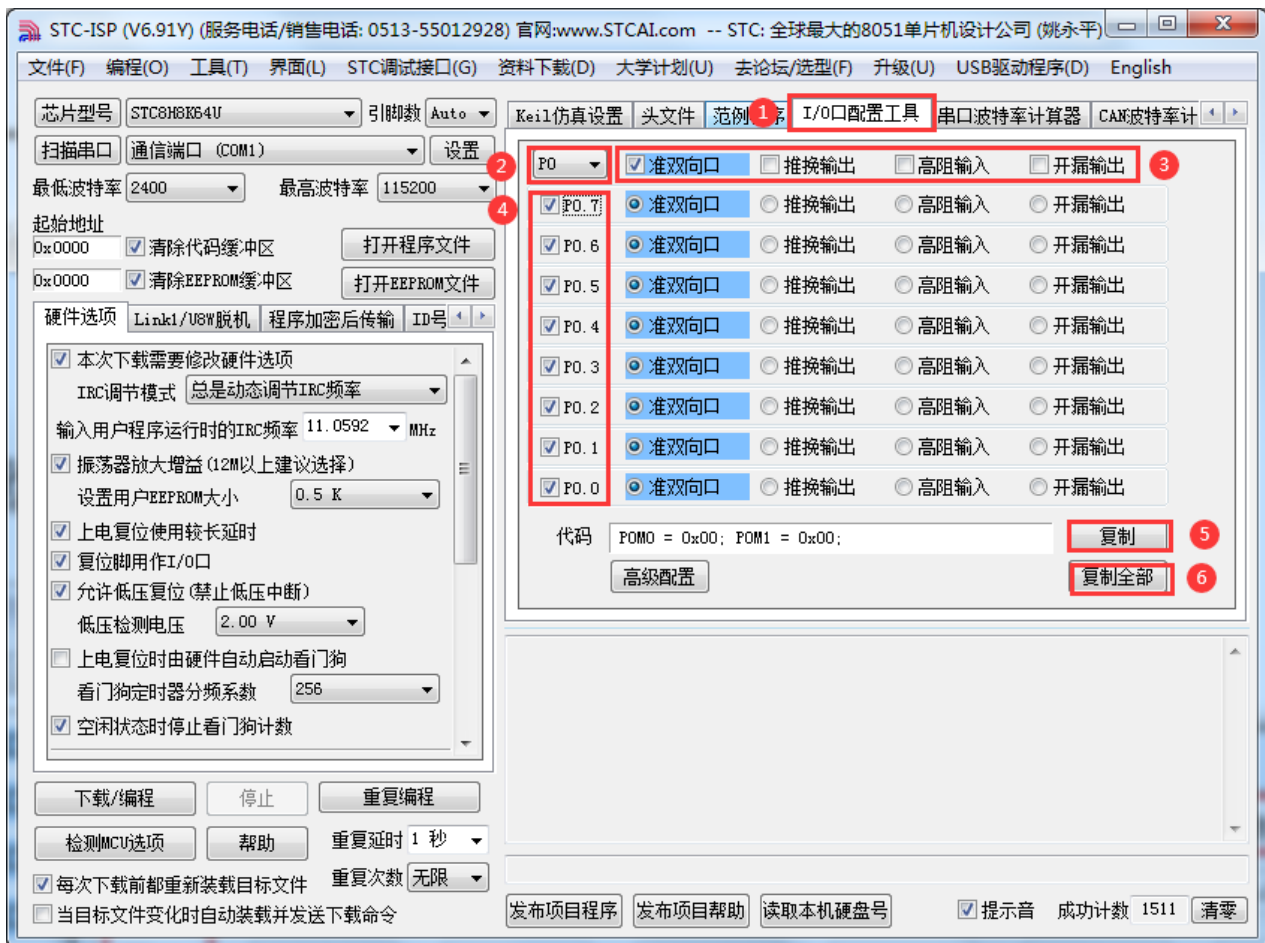 STC-ISP (V6.91Y) (服务电话/销售电话: 0513-55012928) 官网:www.STCAI.com -- STC: 全球最大的8051单片机设计公司 (姚永平)
文件(F) 编程(O) 工具(T) 界面(L) STC调试接口(G) 资料下载(D) 大学计划(U) 去论坛/选型(F) 升级(U) USB驱动程序(D) English
芯片型号 STC8H8K64U 引脚数 Auto
扫描串口 通信端口 (COM1) 设置
最低波特率 2400 最高波特率 115200
起始地址
0x0000 清除代码缓冲区 打开程序文件
0x0000 清除EEPROM缓冲区 打开EEPROM文件
硬件选项 Link1/U8W脱机 程序加密后传输 ID号
本次下载需要修改硬件选项
IRC调节模式 总是动态调节IRC频率
输入用户程序运行时的IRC频率 11.0592 MHz
振荡器放大增益(12M以上建议选择)
设置用户EEPROM大小 0.5 K
上电复位使用较长延时
复位脚用作I/O口
允许低压复位(禁止低压中断)
低压检测电压 2.00 V
上电复位时由硬件自动启动看门狗
看门狗定时器分频系数 256
空闲状态时停止看门狗计数
下载/编程 停止 重复编程
检测MCU选项 帮助 重复延时 1 秒
每次下载前都重新装载目标文件 重复次数 无限
当目标文件变化时自动装载并发送下载命令
Keil仿真设置 头文件 范例 1 序 I/O口配置工具 串口波特率计算器 CAN波特率计
2 P0 准双向口 推挽输出 高阻输入 开漏输出 3
4 P0.7 准双向口 推挽输出 高阻输入 开漏输出
P0.6 准双向口 推挽输出 高阻输入 开漏输出
P0.5 准双向口 推挽输出 高阻输入 开漏输出
P0.4 准双向口 推挽输出 高阻输入 开漏输出
P0.3 准双向口 推挽输出 高阻输入 开漏输出
P0.2 准双向口 推挽输出 高阻输入 开漏输出
P0.1 准双向口 推挽输出 高阻输入 开漏输出
P0.0 准双向口 推挽输出 高阻输入 开漏输出
代码 P0M0 = 0x00; P0M1 = 0x00; 复制 5
高级配置 复制全部 6
发布项目程序 发布项目帮助 读取本机硬盘号 提示音 成功计数 1511 清零